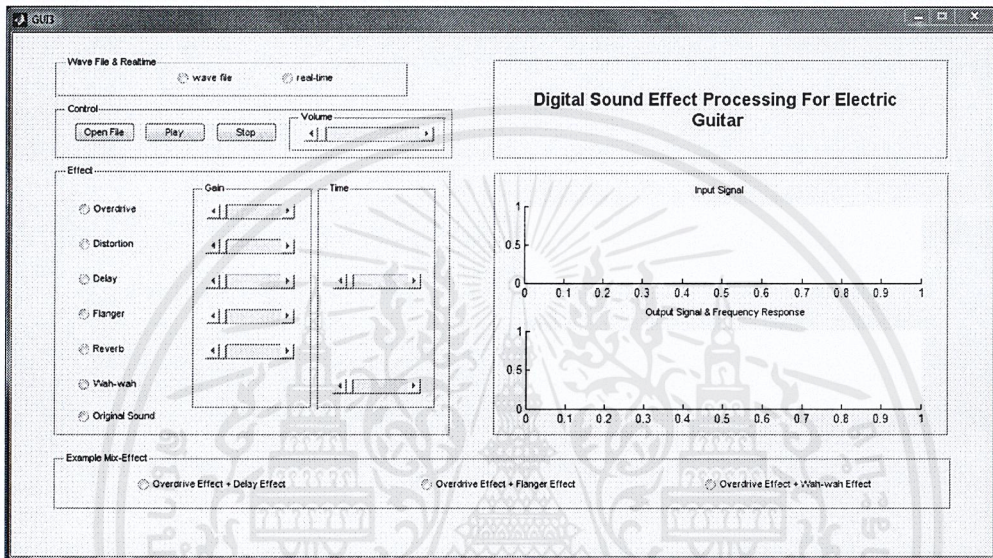 GUI3
Wave File & Realtime
wave file
real-time
Control
Open File
Play
Stop
Volume
Digital Sound Effect Processing For Electric
Guitar
Effect
Gain
Time
Overdrive
Distortion
Delay
Flanger
Reverb
Wah-wah
Original Sound
Input Signal
1
0.5
0
0 0.1 0.2 0.3 0.4 0.5 0.6 0.7 0.8 0.9 1
Output Signal & Frequency Response
1
0.5
0
0 0.1 0.2 0.3 0.4 0.5 0.6 0.7 0.8 0.9 1
Example Mix-Effect
Overdrive Effect + Delay Effect
Overdrive Effect + Flanger Effect
Overdrive Effect + Wah-wah Effect